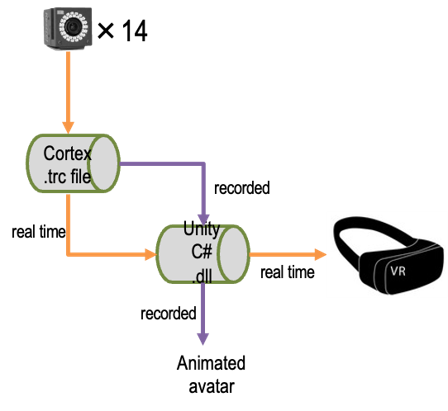 × 14
Cortex
.trc file
recorded
real time
Unity
C#
.dll
real time
VR
recorded
Animated
avatar